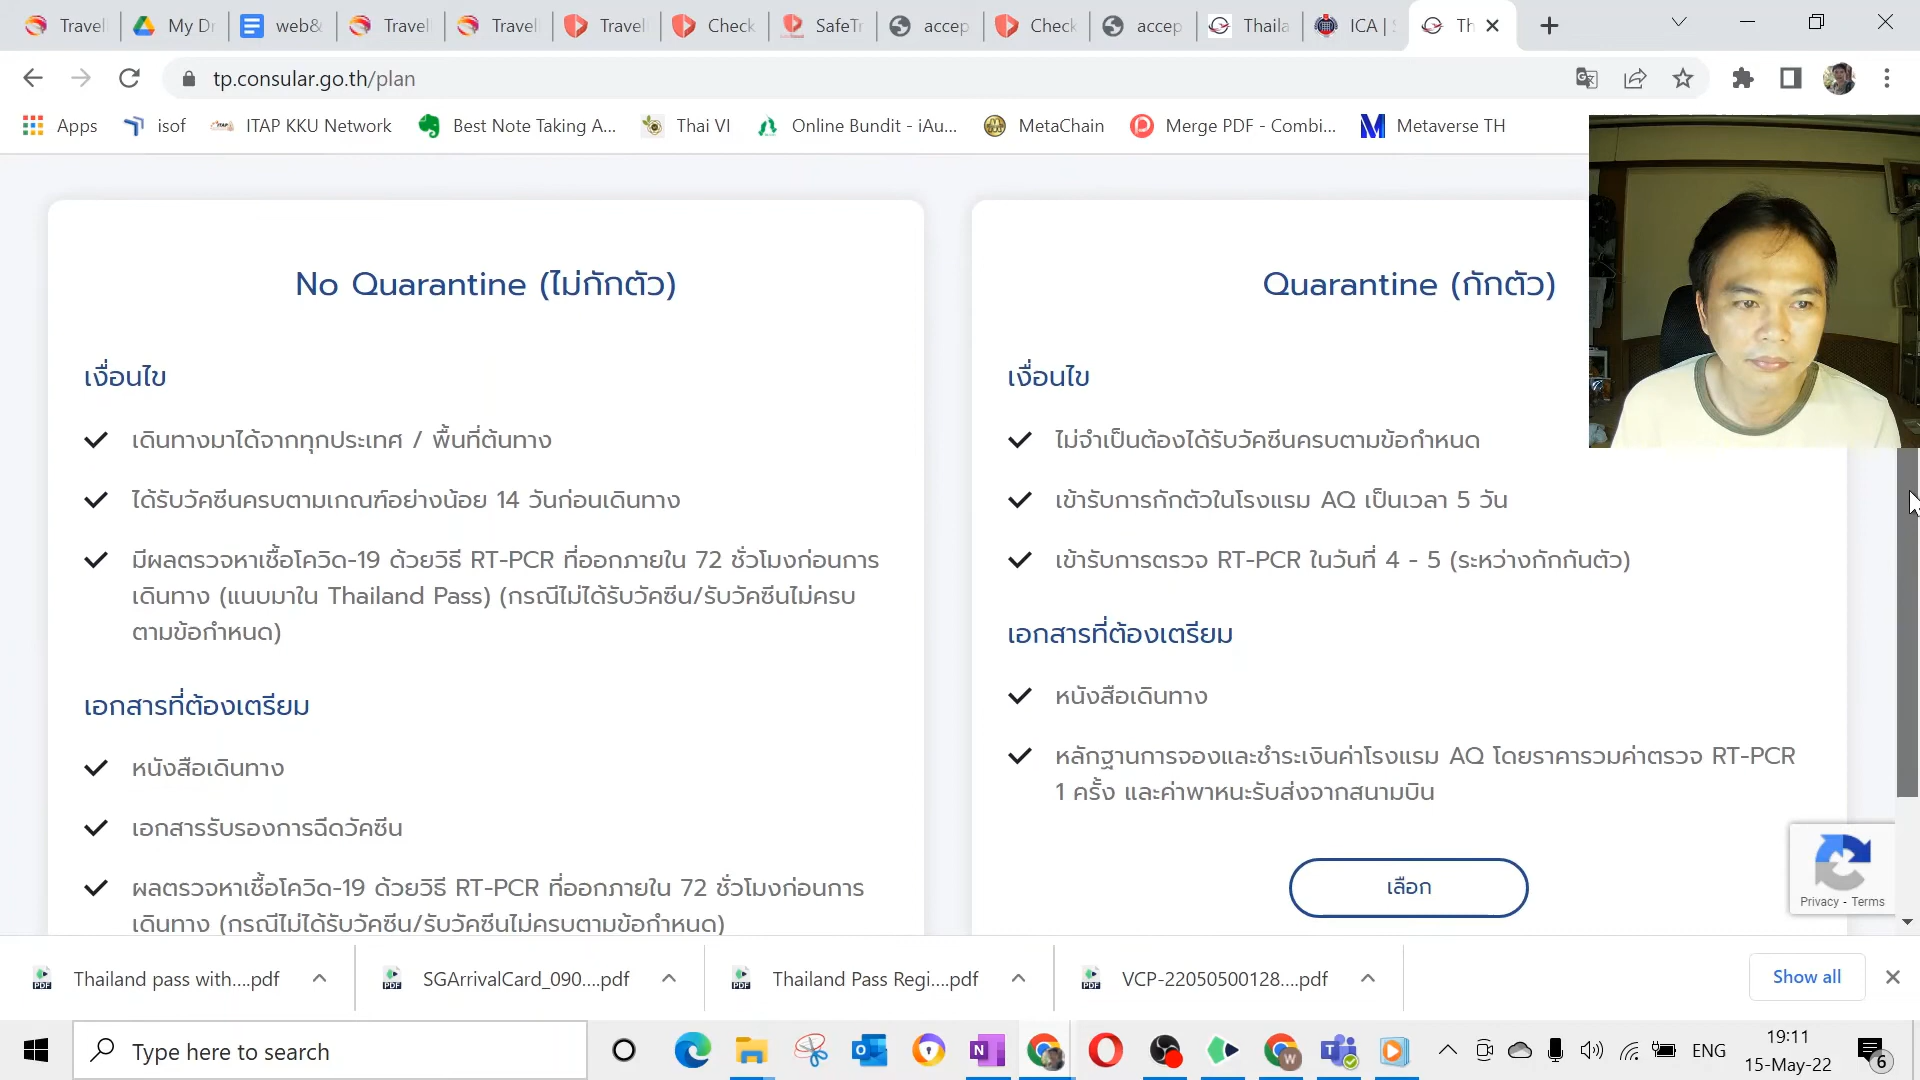 Travel
My Dr
web&
Travel
Travel
Travel
Check
SafeTr
accep
Check
accep
Thaila
ICA | S
Th
tp.consular.go.th/plan
Apps
isof
ITAP KKU Network
Best Note Taking A...
Thai VI
Online Bundit - iAu...
MetaChain
Merge PDF - Combi...
Metaverse TH
No Quarantine (ไม่กักตัว)
เงื่อนไข
เดินทางมาได้จากทุกประเทศ / พื้นที่ต้นทาง
ได้รับวัคซีนครบตามเกณฑ์อย่างน้อย 14 วันก่อนเดินทาง
มีผลตรวจหาเชื้อโควิด-19 ด้วยวิธี RT-PCR ที่ออกภายใน 72 ชั่วโมงก่อนการ
เดินทาง (แนบมาใน Thailand Pass) (กรณีไม่ได้รับวัคซีน/รับวัคซีนไม่ครบ
ตามข้อกำหนด)
เอกสารที่ต้องเตรียม
หนังสือเดินทาง
เอกสารรับรองการฉีดวัคซีน
ผลตรวจหาเชื้อโควิด-19 ด้วยวิธี RT-PCR ที่ออกภายใน 72 ชั่วโมงก่อนการ
เดินทาง (กรณีไม่ได้รับวัคซีน/รับวัคซีนไม่ครบตามข้อกำหนด)
Quarantine (กักตัว)
เงื่อนไข
ไม่จำเป็นต้องได้รับวัคซีนครบตามข้อกำหนด
เข้ารับการกักตัวในโรงแรม AQ เป็นเวลา 5 วัน
เข้ารับการตรวจ RT-PCR ในวันที่ 4 - 5 (ระหว่างกักกันตัว)
เอกสารที่ต้องเตรียม
หนังสือเดินทาง
หลักฐานการจองและชำระเงินค่าโรงแรม AQ โดยราคารวมค่าตรวจ RT-PCR
1 ครั้ง และค่าพาหนะรับส่งจากสนามบิน
เลือก
Privacy - Terms
Thailand pass with....pdf
SGArrivalCard_090....pdf
Thailand Pass Regi....pdf
VCP-22050500128....pdf
Show all
Type here to search
ENG
19:11
15-May-22
6